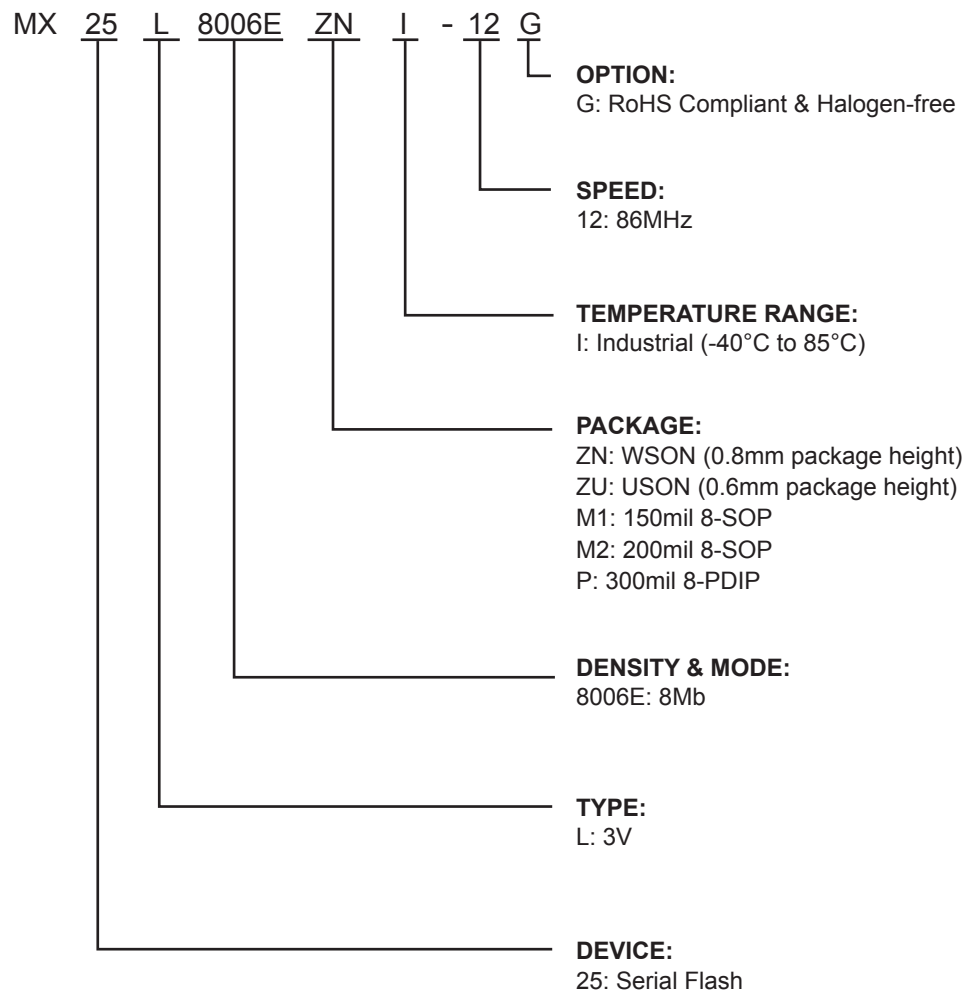 MX 25 L 8006E ZN I - 12 G
OPTION:
G: RoHS Compliant & Halogen-free
SPEED:
12: 86MHz
TEMPERATURE RANGE:
I: Industrial (-40°C to 85°C)
PACKAGE:
ZN: WSON (0.8mm package height)
ZU: USON (0.6mm package height)
M1: 150mil 8-SOP
M2: 200mil 8-SOP
P: 300mil 8-PDIP
DENSITY & MODE:
8006E: 8Mb
TYPE:
L: 3V
DEVICE:
25: Serial Flash